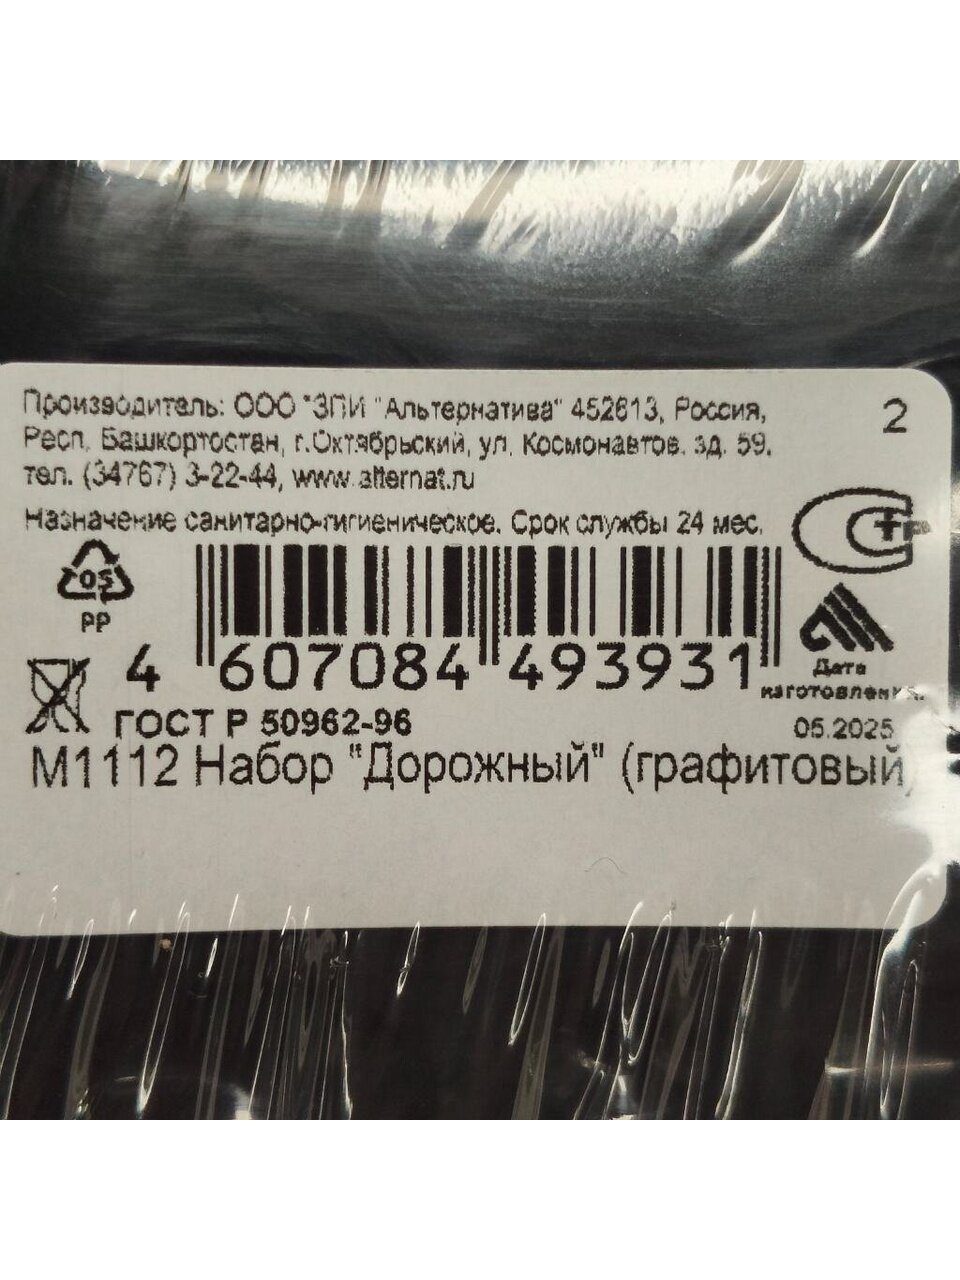 Производитель: ООО "ЗПИ "Альтернатива" 452613, Россия,
2
Респ. Башкортостан, г.Октябрьский, ул. Космонавтов, зд. 59,
тел. (34767) 3-22-44, www.alternat.ru
Назначение санитарно-гигиеническое. Срок службы 24 мес.
05
PP
4 607084 493931
Дата
изготовления:
ГОСТ Р 50962-96
05.2025
М1112 Набор "Дорожный" (графитовый)